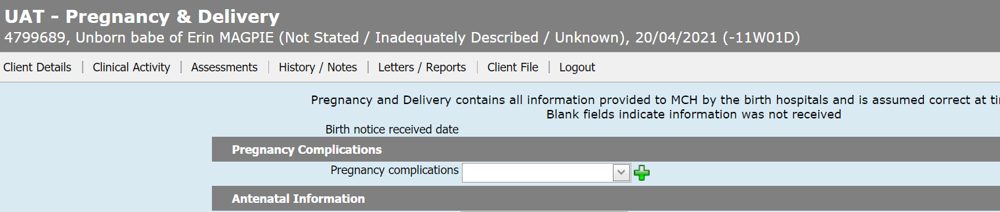 UAT - Pregnancy & Delivery
4799689, Unborn babe of Erin MAGPIE (Not Stated / Inadequately Described / Unknown), 20/04/2021 (-11W01D)
Client Details | Clinical Activity | Assessments | History / Notes | Letters / Reports | Client File | Logout
Pregnancy and Delivery contains all information provided to MCH by the birth hospitals and is assumed correct at
Blank fields indicate information was not received
Birth notice received date
Pregnancy Complications
Pregnancy complications
Antenatal Information